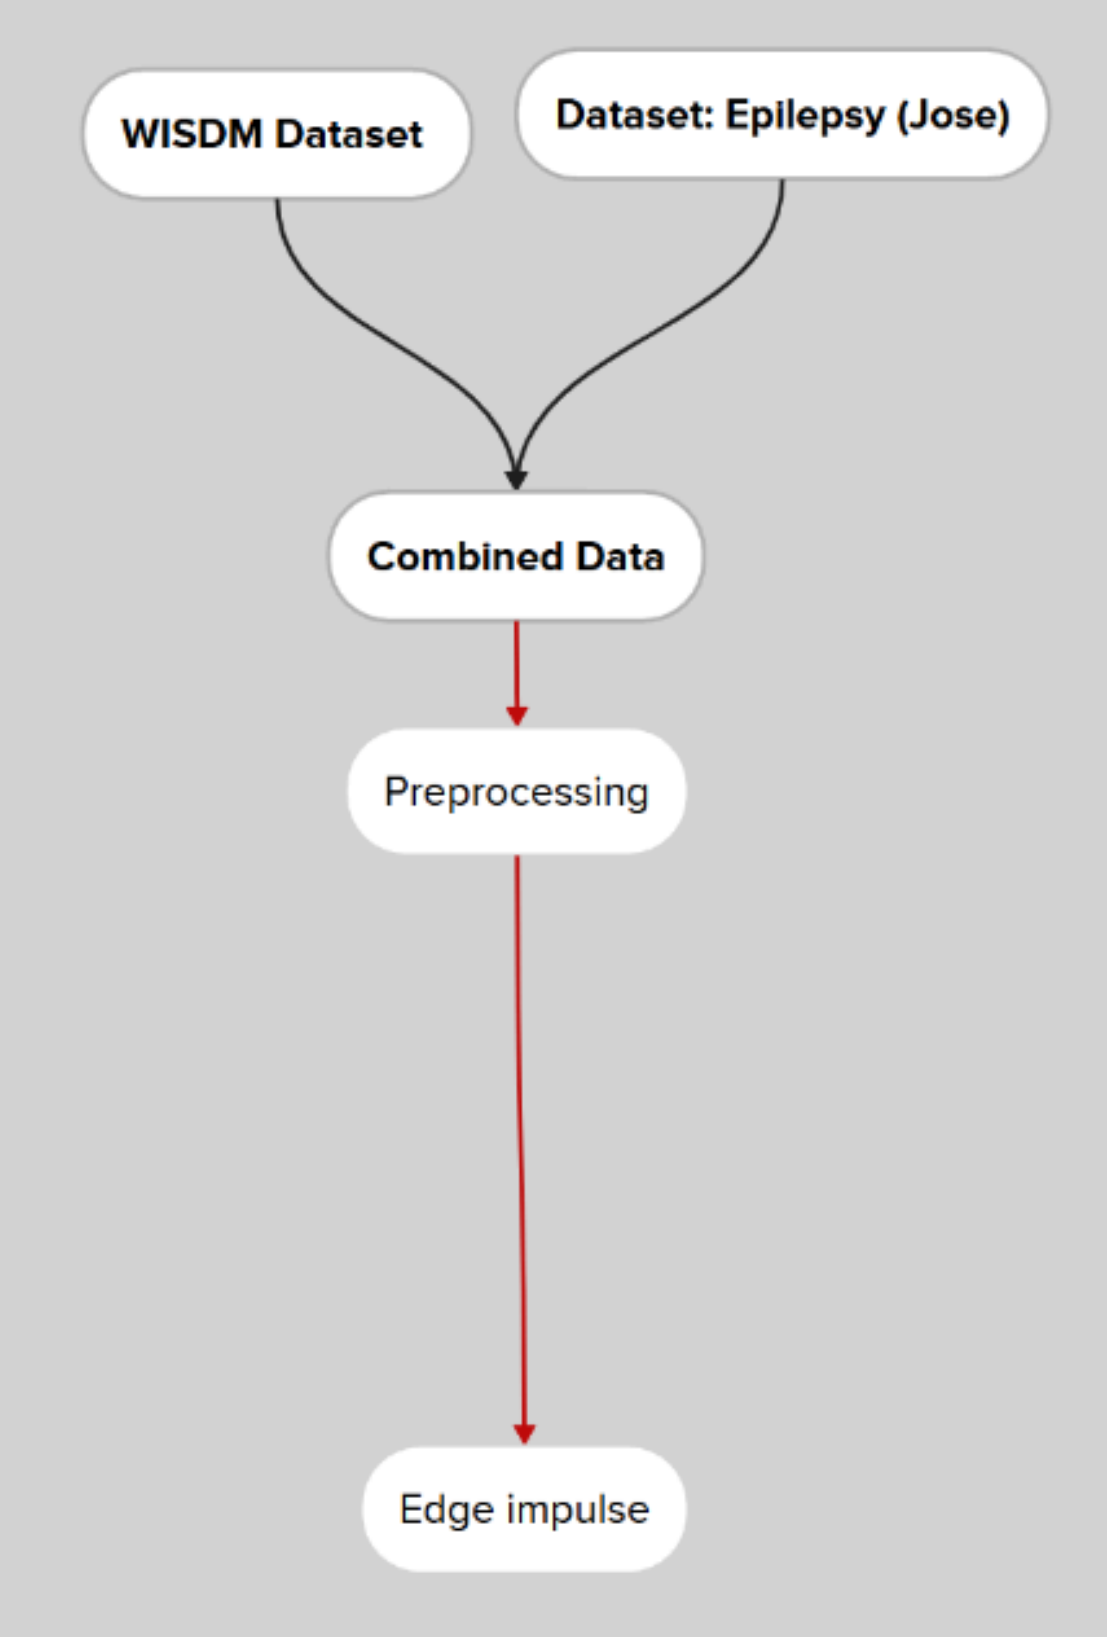 WISDM Dataset
Dataset: Epilepsy (Jose)
Combined Data
Preprocessing
Edge impulse